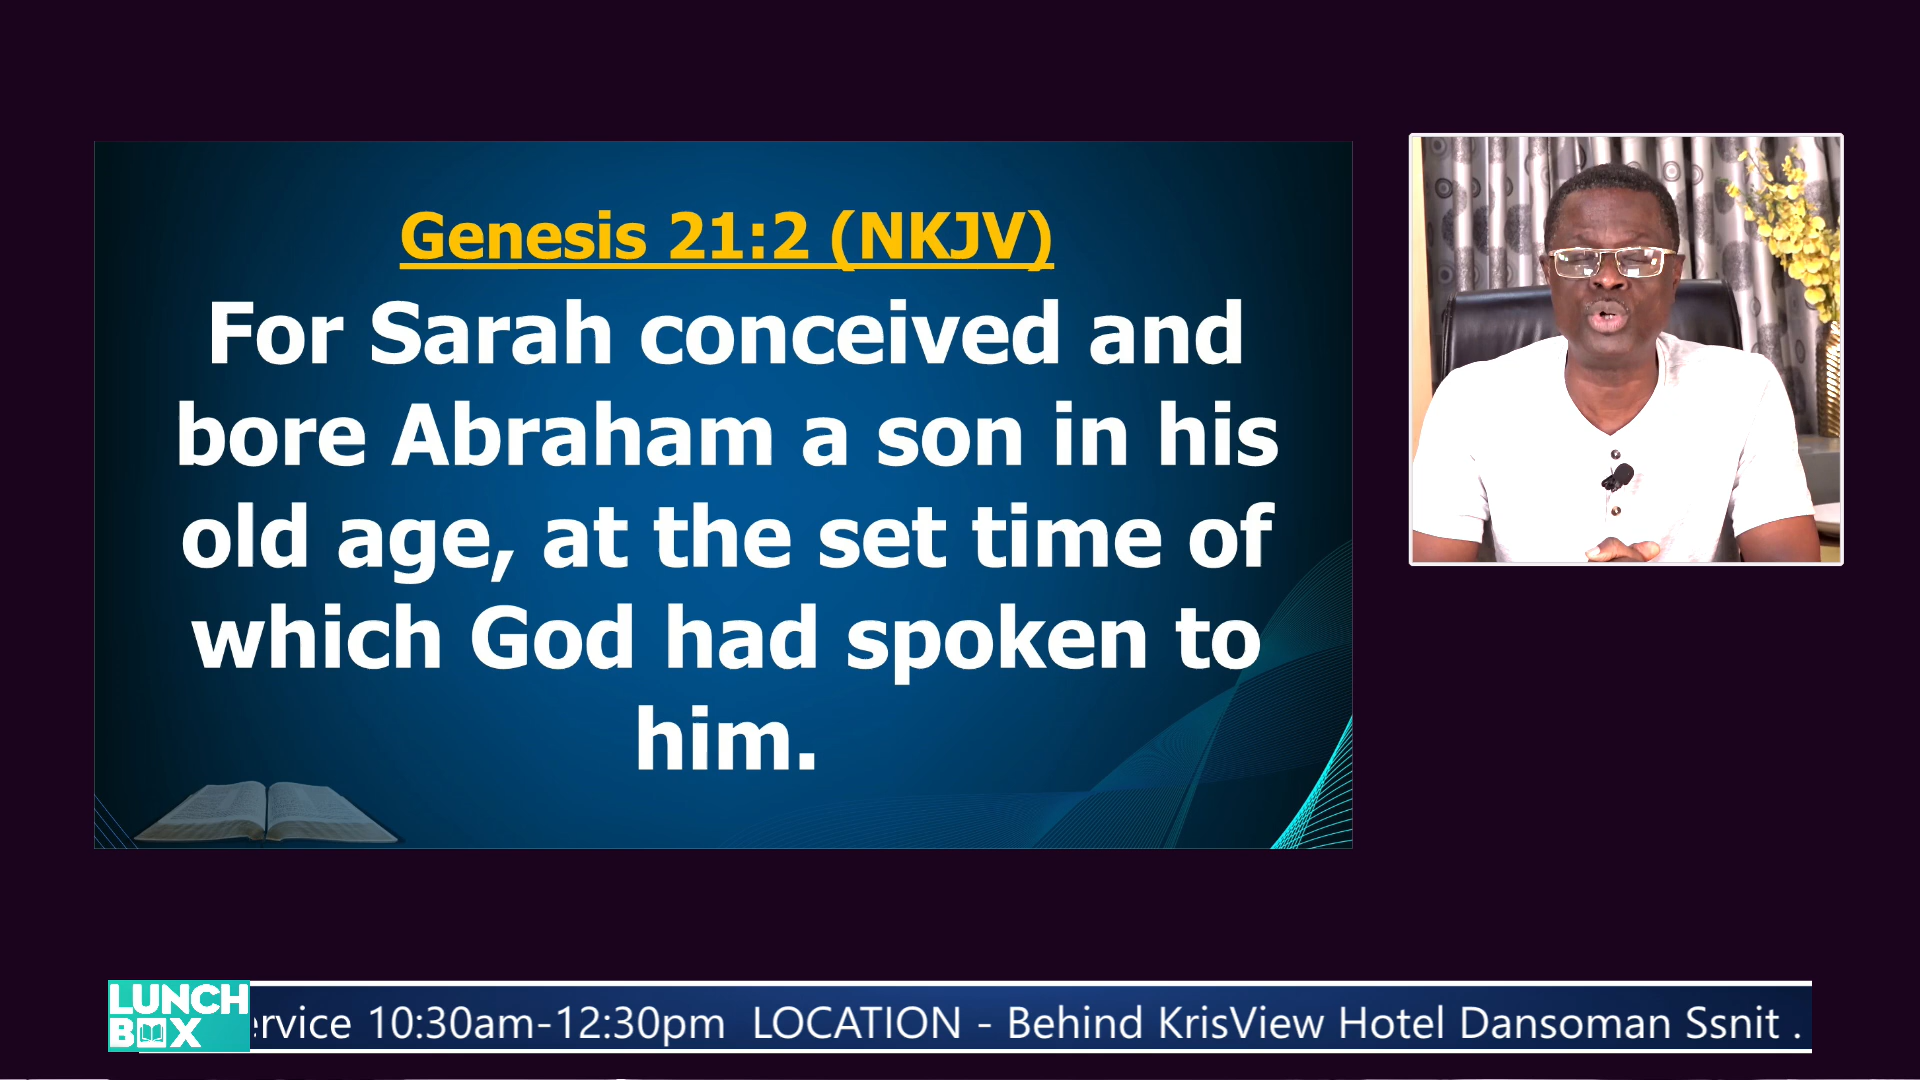 Genesis 21:2 (NKJV)
For Sarah conceived and
bore Abraham a son in his
old age, at the set time of
which God had spoken to
him.
LUNCH
BOX
ervice 10:30am-12:30pm LOCATION - Behind KrisView Hotel Dansoman Ssnit .